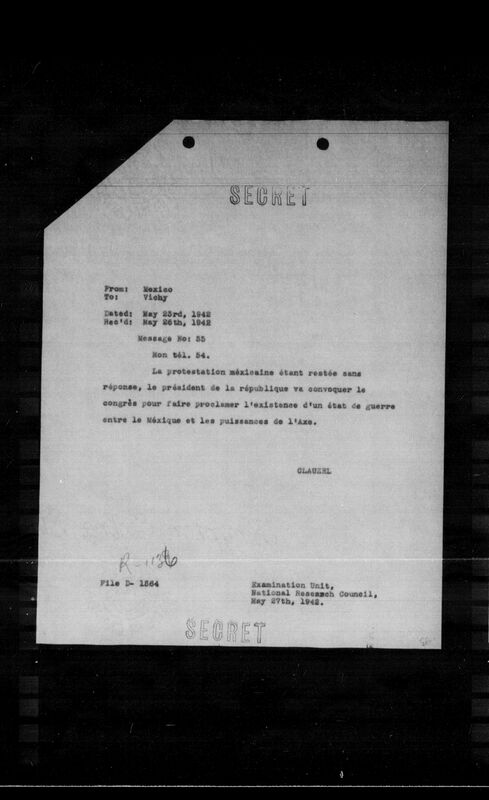 SECRET
From: Mexico
To: Vichy
Dated: May 23rd, 1942
Rec'd: May 26th, 1942
Message No: 55
Mon tél. 54.
La protestation méxicaine étant restée sans
réponse, le président de la république va convoquer le
congrès pour faire proclamer l'existence d'un état de guerre
entre le Méxique et les puissances de l'Axe.
CLAUZEL
File D- 1564
Examination Unit,
National Research Council,
May 27th, 1942.
SECRET